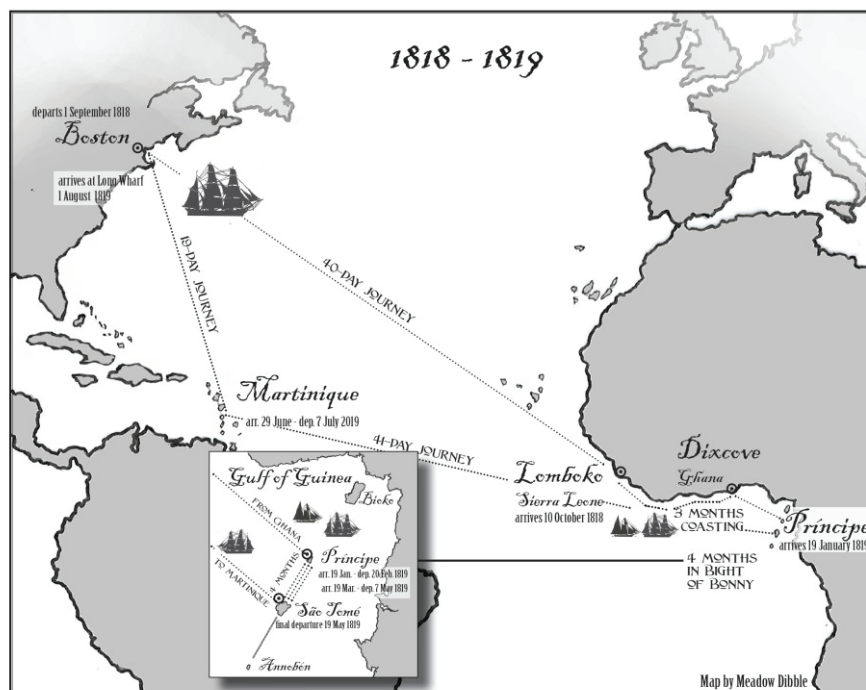 1818 - 1819
departs 1 September 1818
Boston
arrives at Long Wharf
1 August 1819
19-DAY JOURNEY
40-DAY JOURNEY
Martinique
arr. 29 June - dep. 7 July 2019
41-DAY JOURNEY
Lomboko
Sierra Leone
arrives 10 October 1818
Dixcove
Ghana
3 MONTHS
COASTING
Príncipe
arrives 19 January 1819
4 MONTHS
IN BIGHT
OF BONNY
Gulf of Guinea
Bioko
FROM GHANA
TO MARTINIQUE
4 MONTHS
Príncipe
arr. 19 Jan. - dep. 20 Feb. 1819
arr. 19 Mar. - dep. 7 May 1819
São Tomé
final departure 19 May 1819
Annobón
Map by Meadow Dibble